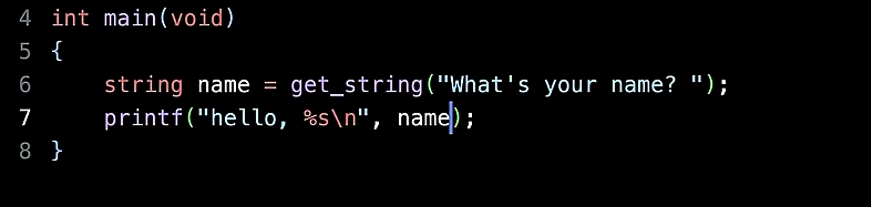 4 int main(void)
5 {
6     string name = get_string("What's your name? ");
7     printf("hello, %s\n", name);
8 }